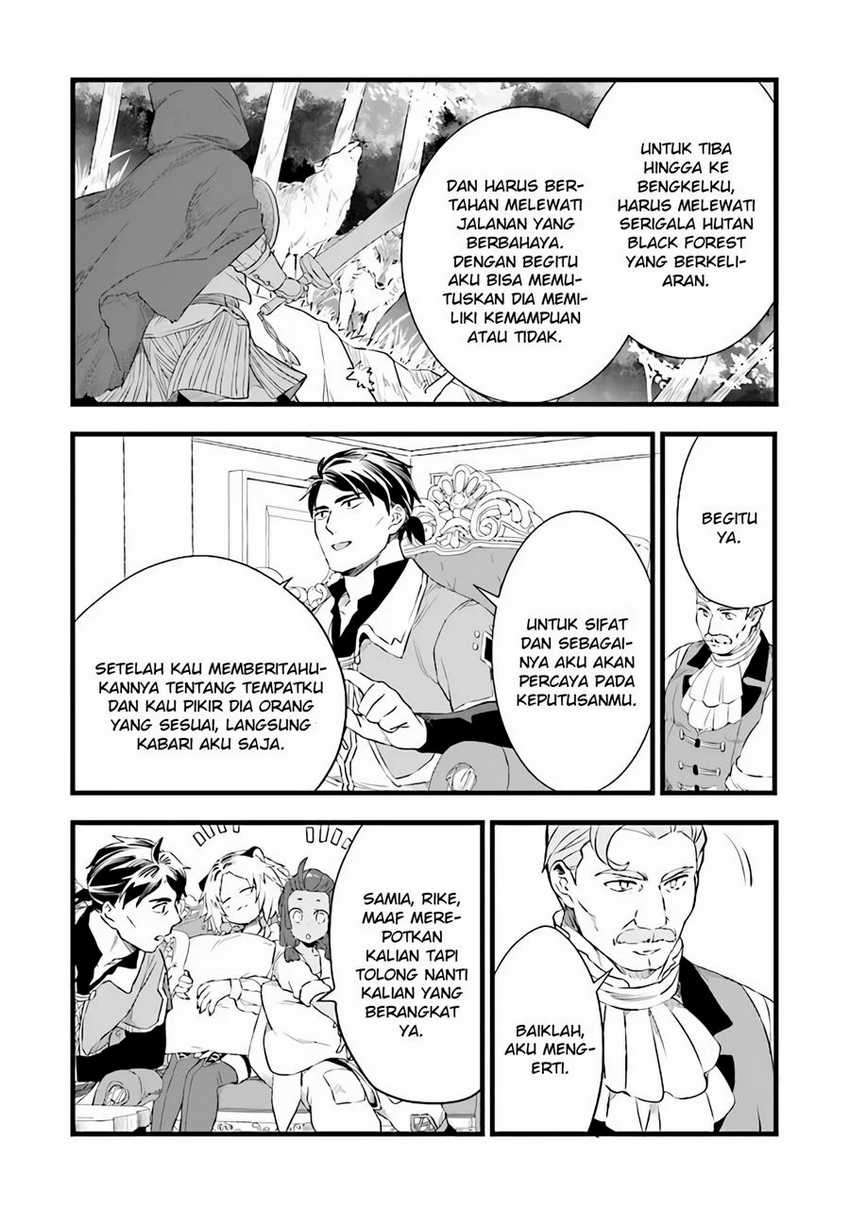 UNTUK TIBA
HINGGA KE
BENGKELKU,
HARUS MELEWATI
SERIGALA HUTAN
BLACK FOREST
YANG BERKELI-
ARAN.
DAN HARUS BER-
TAHAN MELEWATI
JALANAN YANG
BERBAHAYA.
DENGAN BEGITU
AKU BISA MEMU-
TUSKAN DIA MEMI-
LIKI KEMAMPUAN
ATAU TIDAK.
BEGITU
YA.
UNTUK SIFAT
DAN SEBAGAI-
NYA AKU AKAN
PERCAYA PADA
KEPUTUSANMU.
SETELAH KAU MEMBERITAHU-
KANNYA TENTANG TEMPATKU
DAN KAU PIKIR DIA ORANG
YANG SESUAI, LANGSUNG
KABARI AKU SAJA.
BAIKLAH,
AKU MENG-
ERTI.
SAMIA, RIKE,
MAAF MERE-
POTKAN
KALIAN TAPI
TOLONG NANTI
KALIAN YANG
BERANGKAT
YA.